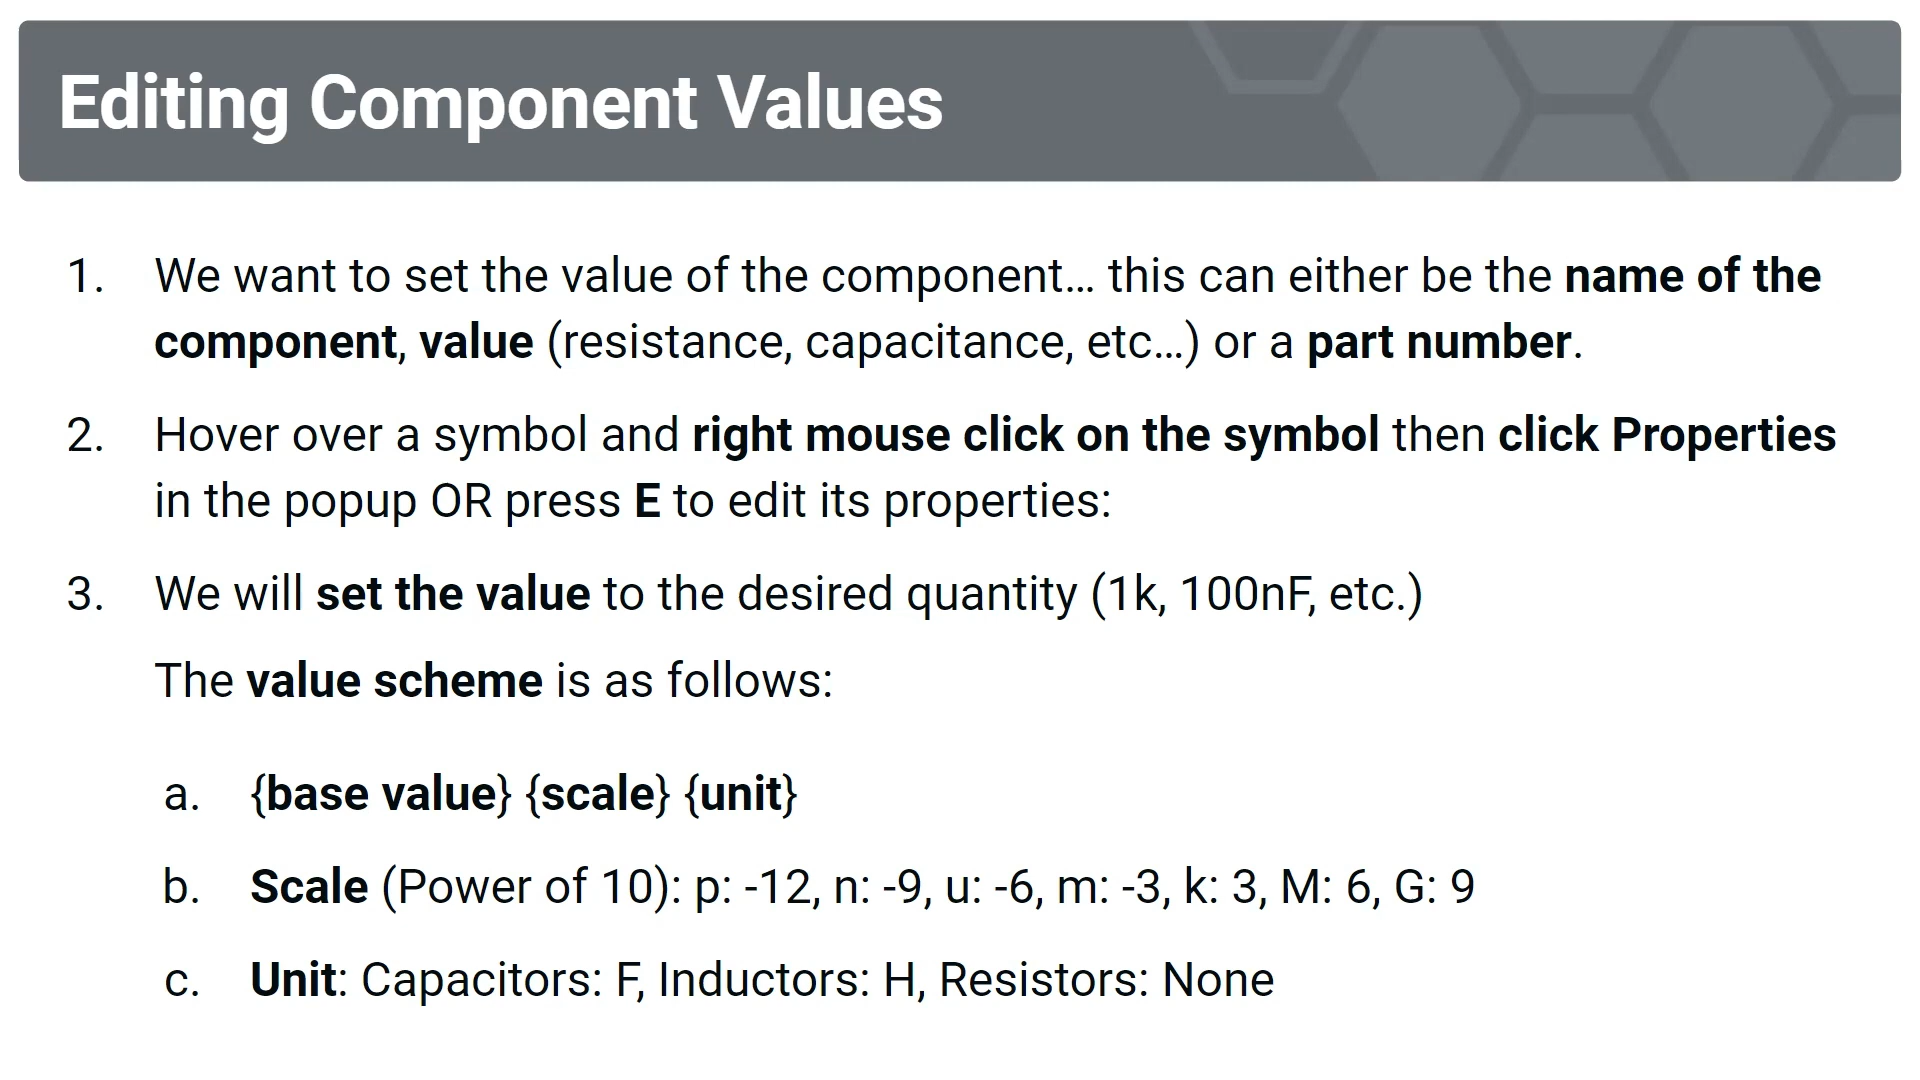 Editing Component Values
1. We want to set the value of the component… this can either be the name of the
component, value (resistance, capacitance, etc…) or a part number.
2. Hover over a symbol and right mouse click on the symbol then click Properties
in the popup OR press E to edit its properties:
3. We will set the value to the desired quantity (1k, 100nF, etc.)
The value scheme is as follows:
a. {base value} {scale} {unit}
b. Scale (Power of 10): p: -12, n: -9, u: -6, m: -3, k: 3, M: 6, G: 9
c. Unit: Capacitors: F, Inductors: H, Resistors: None